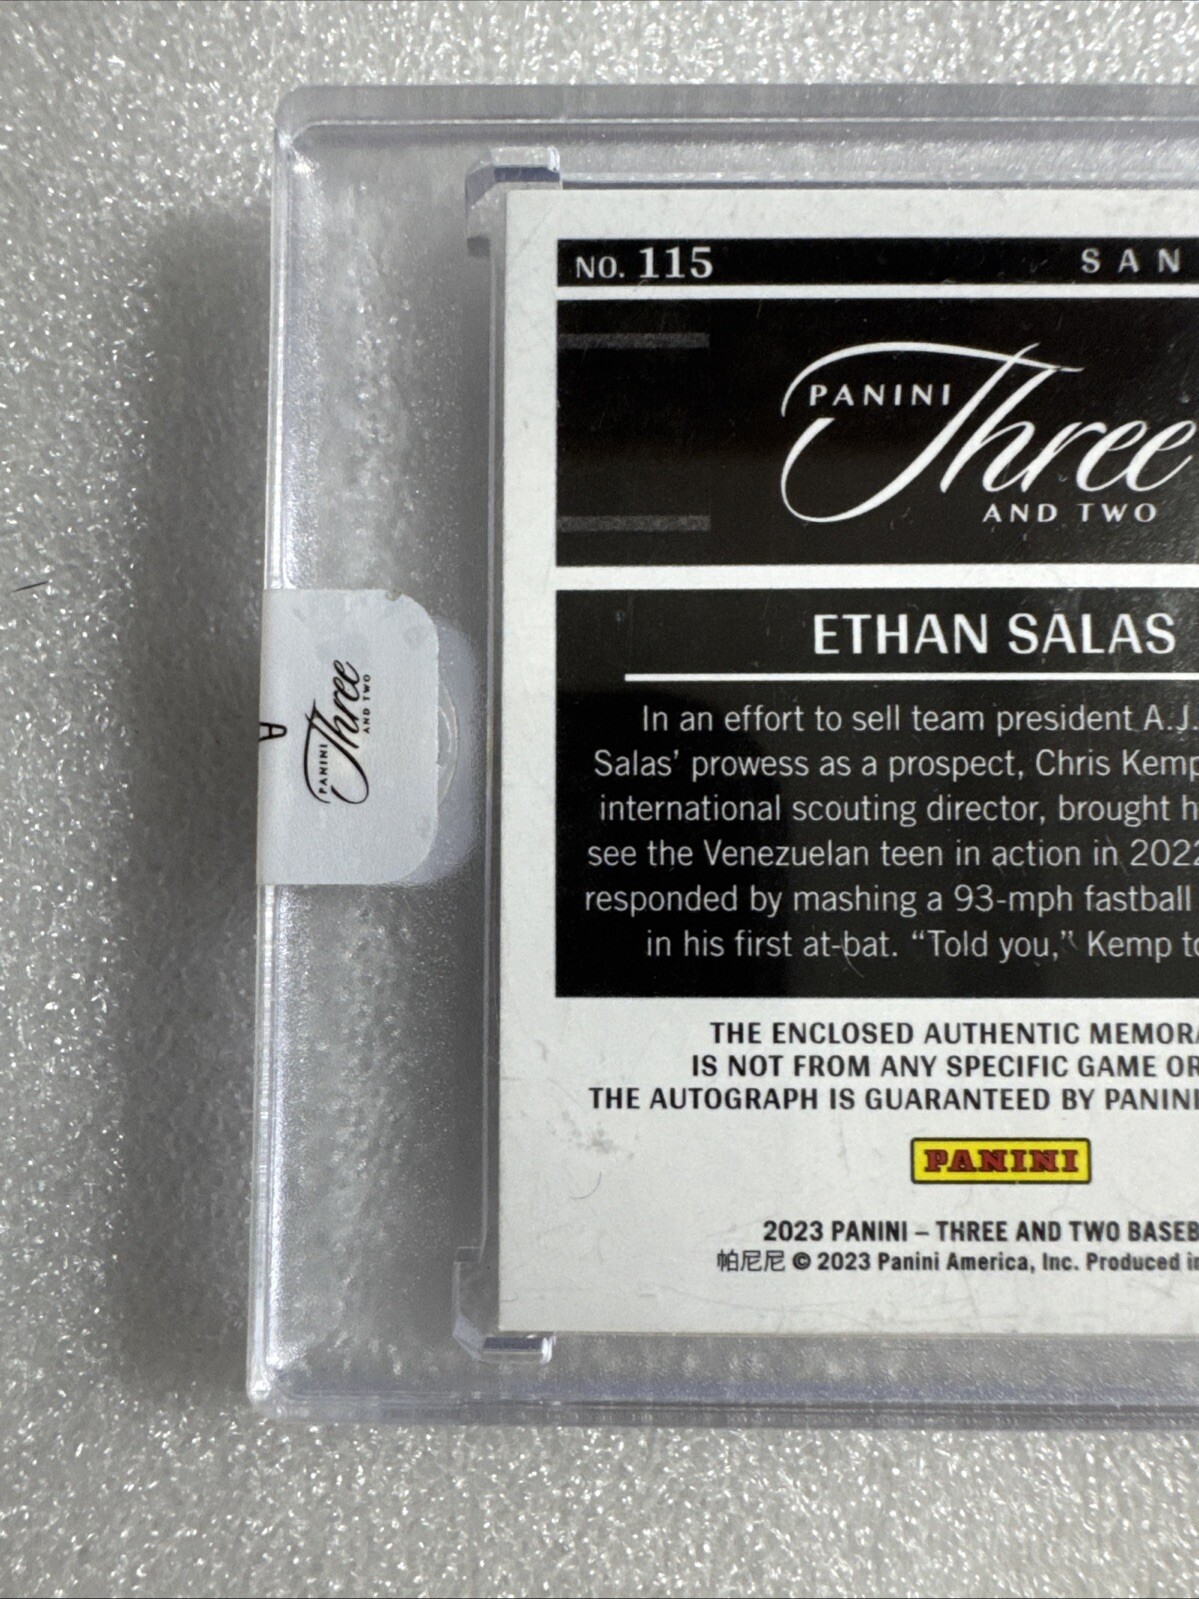 NO. 115
SAN
PANINI
Three
AND TWO
ETHAN SALAS
In an effort to sell team president A.J.
Salas’ prowess as a prospect, Chris Kemp
international scouting director, brought h
see the Venezuelan teen in action in 2022
responded by mashing a 93-mph fastball
in his first at-bat. “Told you,” Kemp to
THE ENCLOSED AUTHENTIC MEMORA
IS NOT FROM ANY SPECIFIC GAME OR
THE AUTOGRAPH IS GUARANTEED BY PANINI
PANINI
2023 PANINI – THREE AND TWO BASEB
帕尼尼 © 2023 Panini America, Inc. Produced in
PANINI
Three
AND TWO
A